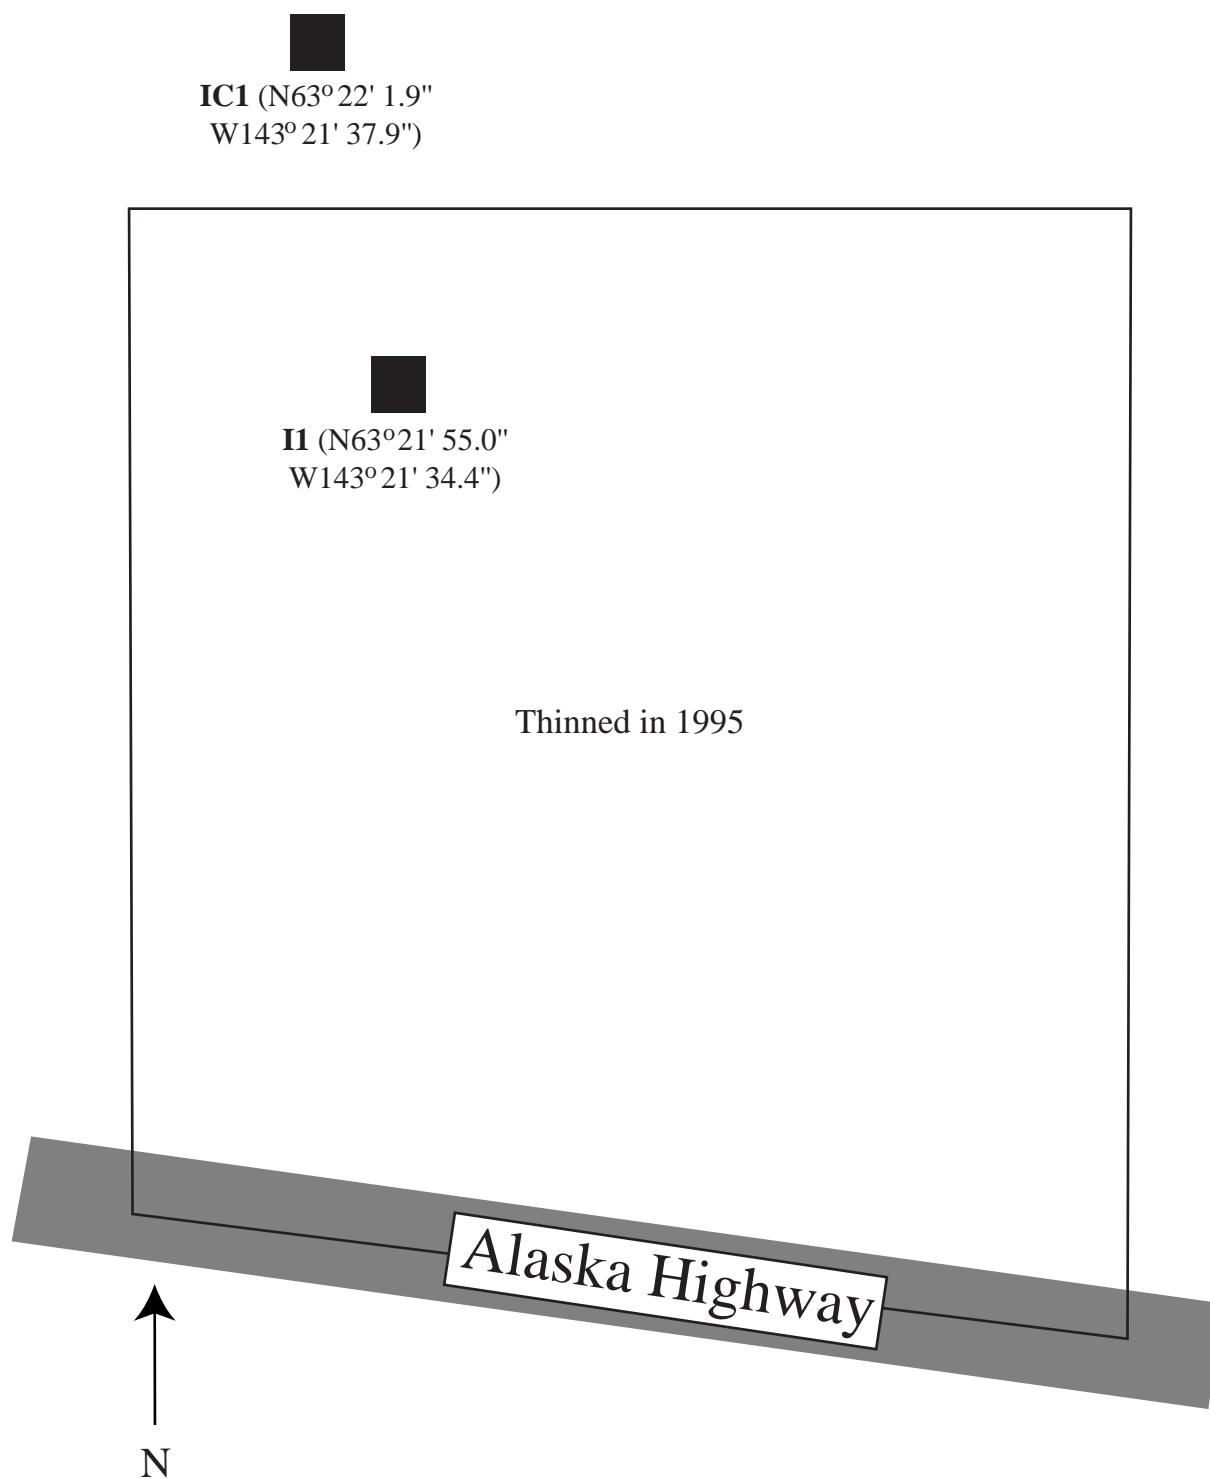 IC1 (N63º 22' 1.9"
W143º 21' 37.9")
I1 (N63º 21' 55.0"
W143º 21' 34.4")
Thinned in 1995
Alaska Highway
N